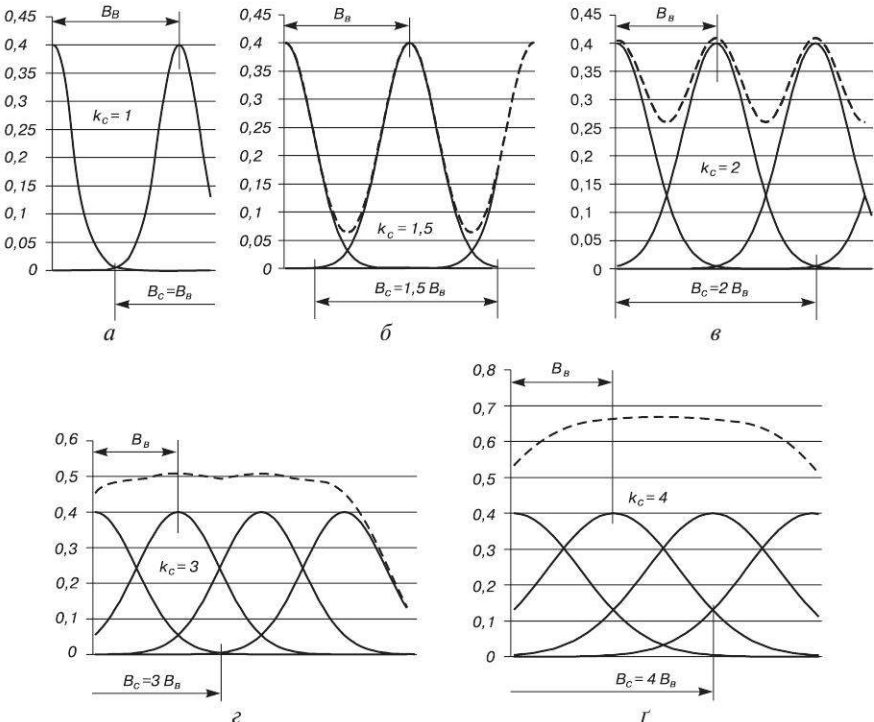 0,45
0,4
0,35
0,3
0,25
0,2
0,15
0,1
0,05
0
B_B
k_c = 1
B_c=B_в
а
0,45
0,4
0,35
0,3
0,25
0,2
0,15
0,1
0,05
0
B_в
k_c = 1,5
B_c=1,5 B_в
б
0,45
0,4
0,35
0,3
0,25
0,2
0,15
0,1
0,05
0
B_в
k_c = 2
B_c=2 B_в
в
0,6
0,5
0,4
0,3
0,2
0,1
0
B_в
k_c = 3
B_c=3 B_в
г
0,8
0,7
0,6
0,5
0,4
0,3
0,2
0,1
0
B_в
k_c = 4
B_c= 4 B_в
ґ